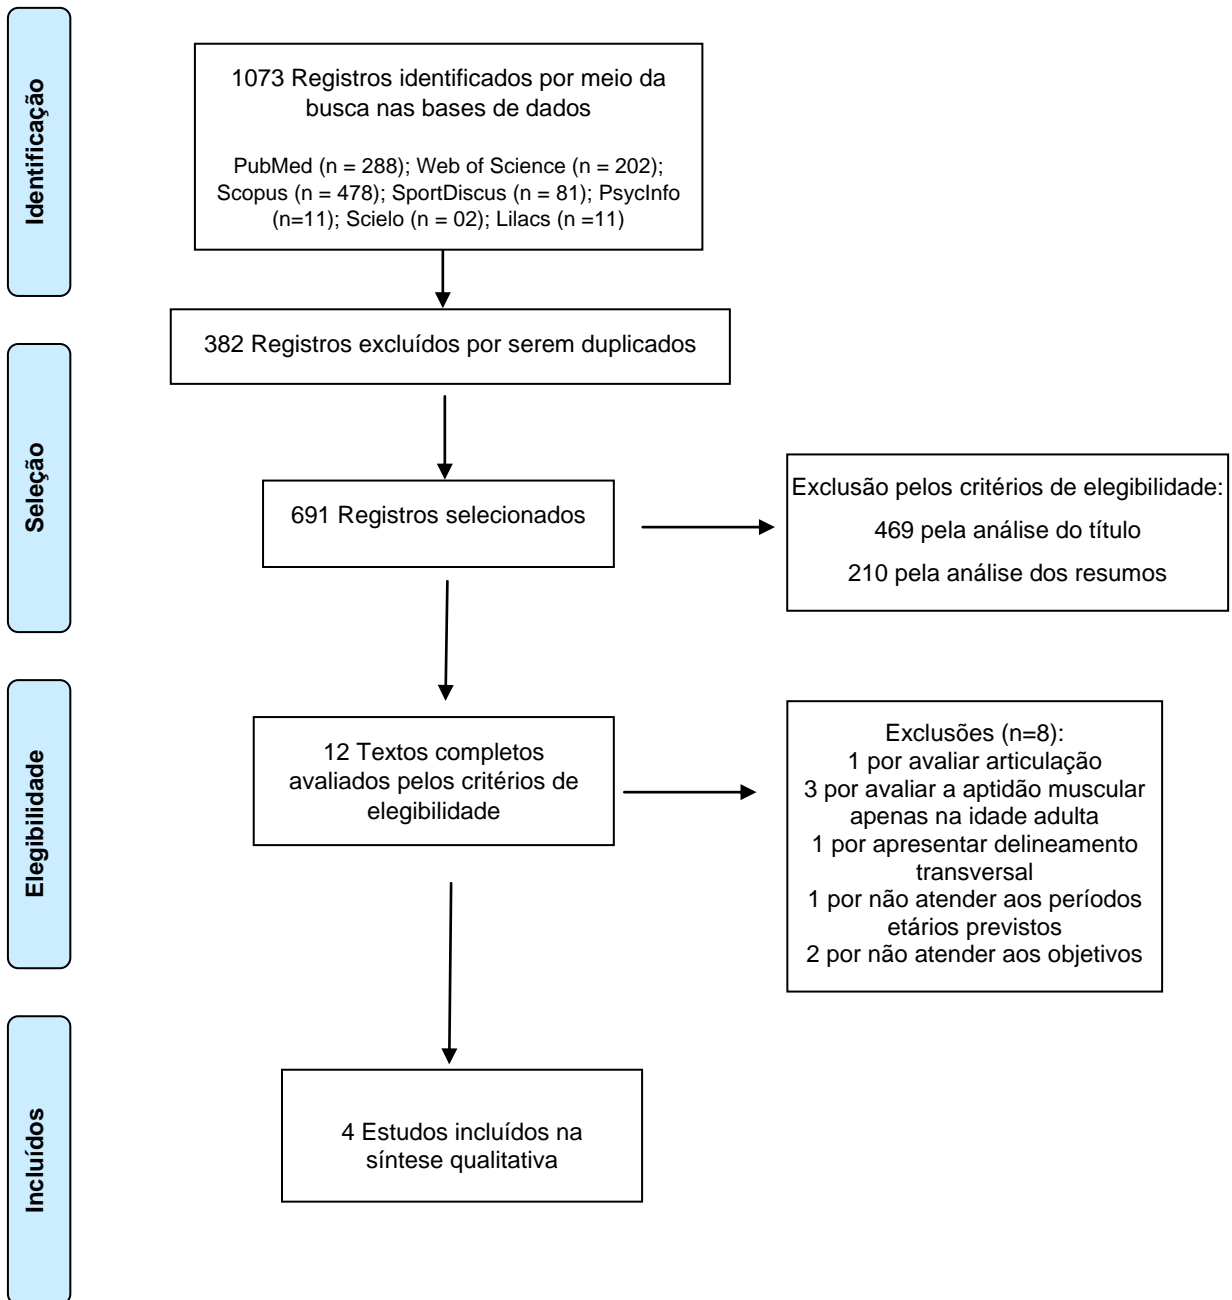 Identificação
1073 Registros identificados por meio da
busca nas bases de dados
PubMed (n = 288); Web of Science (n = 202);
Scopus (n = 478); SportDiscus (n = 81); PsycInfo
(n=11); Scielo (n = 02); Lilacs (n =11)
382 Registros excluídos por serem duplicados
Seleção
691 Registros selecionados
Exclusão pelos critérios de elegibilidade:
469 pela análise do título
210 pela análise dos resumos
Elegibilidade
12 Textos completos
avaliados pelos critérios de
elegibilidade
Exclusões (n=8):
1 por avaliar articulação
3 por avaliar a aptidão muscular
apenas na idade adulta
1 por apresentar delineamento
transversal
1 por não atender aos períodos
etários previstos
2 por não atender aos objetivos
Incluídos
4 Estudos incluídos na
síntese qualitativa